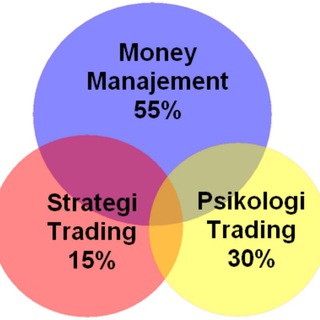 Money
Manajement
55%
Strategi
Trading
15%
Psikologi
Trading
30%